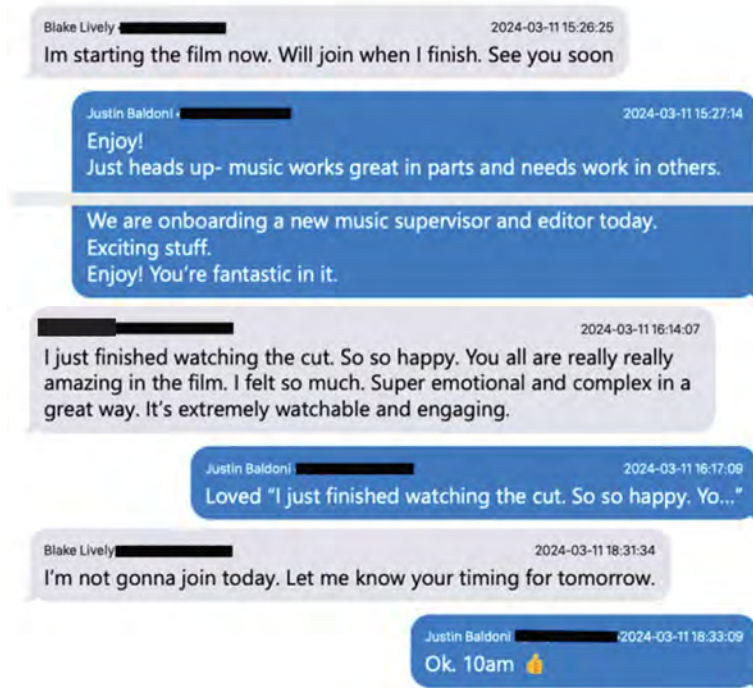 Blake Lively 2024-03-11 15:26:25
Im starting the film now. Will join when I finish. See you soon
Justin Baldoni 2024-03-11 15:27:14
Enjoy!
Just heads up- music works great in parts and needs work in others.
We are onboarding a new music supervisor and editor today.
Exciting stuff.
Enjoy! You’re fantastic in it.
2024-03-11 16:14:07
I just finished watching the cut. So so happy. You all are really really
amazing in the film. I felt so much. Super emotional and complex in a
great way. It’s extremely watchable and engaging.
Justin Baldoni 2024-03-11 16:17:09
Loved “I just finished watching the cut. So so happy. Yo...”
Blake Lively 2024-03-11 18:31:34
I’m not gonna join today. Let me know your timing for tomorrow.
Justin Baldoni 2024-03-11 18:33:09
Ok. 10am 👍